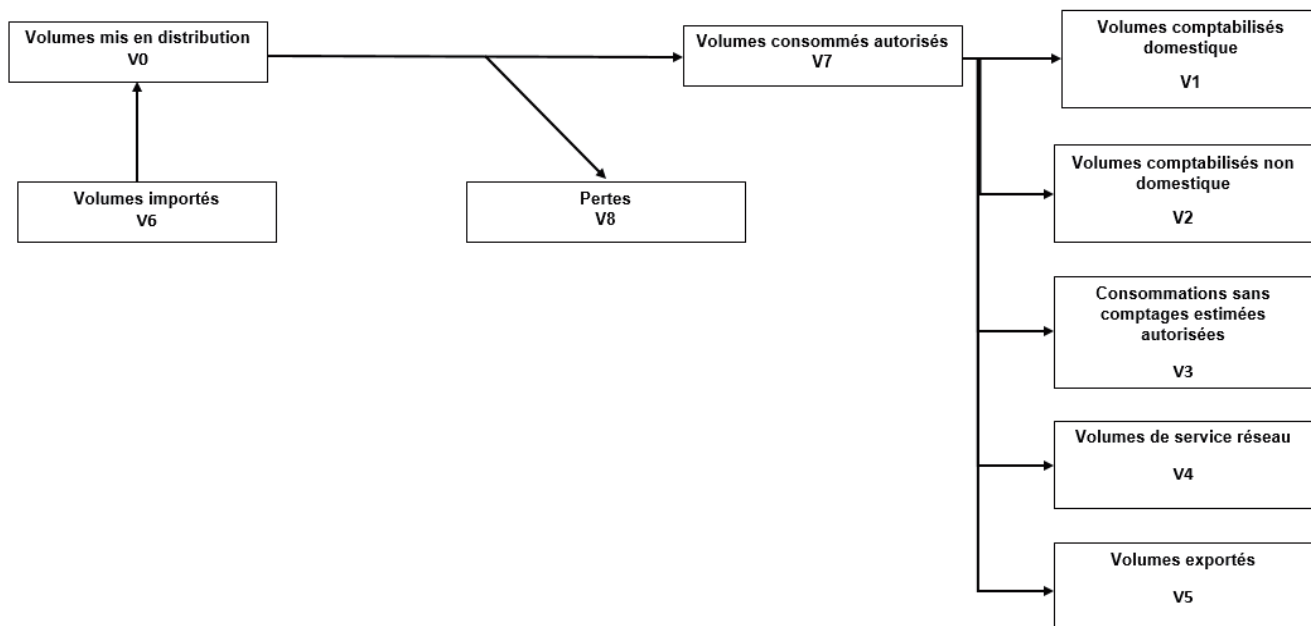 Volumes mis en distribution
V0
Volumes consommés autorisés
V7
Volumes comptabilisés
domestique
V1
Volumes importés
V6
Pertes
V8
Volumes comptabilisés non
domestique
V2
Consommations sans
comptages estimées
autorisées
V3
Volumes de service réseau
V4
Volumes exportés
V5